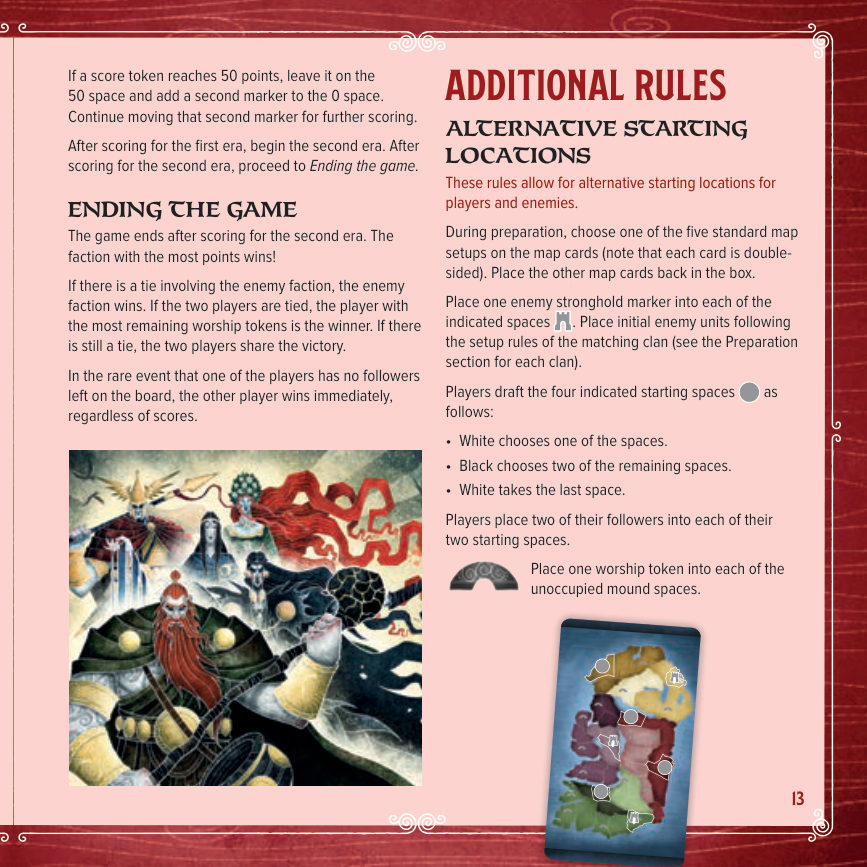 If a score token reaches 50 points, leave it on the
50 space and add a second marker to the 0 space.
Continue moving that second marker for further scoring.
After scoring for the first era, begin the second era. After
scoring for the second era, proceed to Ending the game.
ENDING THE GAME
The game ends after scoring for the second era. The
faction with the most points wins!
If there is a tie involving the enemy faction, the enemy
faction wins. If the two players are tied, the player with
the most remaining worship tokens is the winner. If there
is still a tie, the two players share the victory.
In the rare event that one of the players has no followers
left on the board, the other player wins immediately,
regardless of scores.
ADDITIONAL RULES
ALTERNATIVE STARTING
LOCATIONS
These rules allow for alternative starting locations for
players and enemies.
During preparation, choose one of the five standard map
setups on the map cards (note that each card is double-
sided). Place the other map cards back in the box.
Place one enemy stronghold marker into each of the
indicated spaces . Place initial enemy units following
the setup rules of the matching clan (see the Preparation
section for each clan).
Players draft the four indicated starting spaces as
follows:
• White chooses one of the spaces.
• Black chooses two of the remaining spaces.
• White takes the last space.
Players place two of their followers into each of their
two starting spaces.
Place one worship token into each of the
unoccupied mound spaces.
13